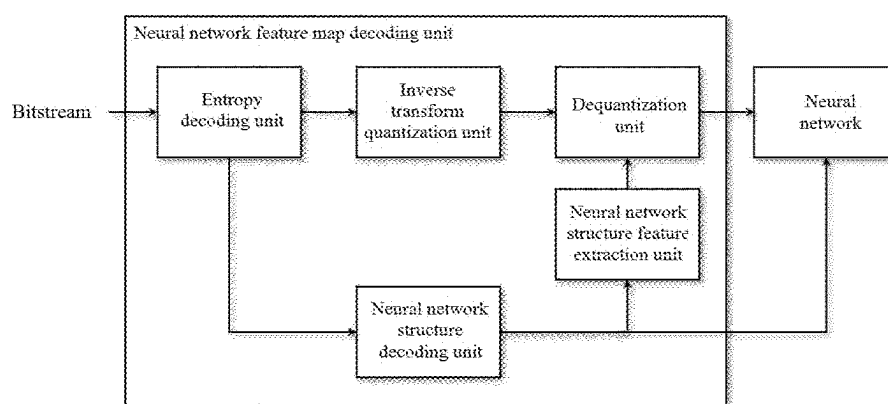 Neural network feature map decoding unit
Bitstream
Entropy
decoding unit
Inverse
transform
quantization unit
Dequantization
unit
Neural
network
Neural network
structure feature
extraction unit
Neural network
structure
decoding unit